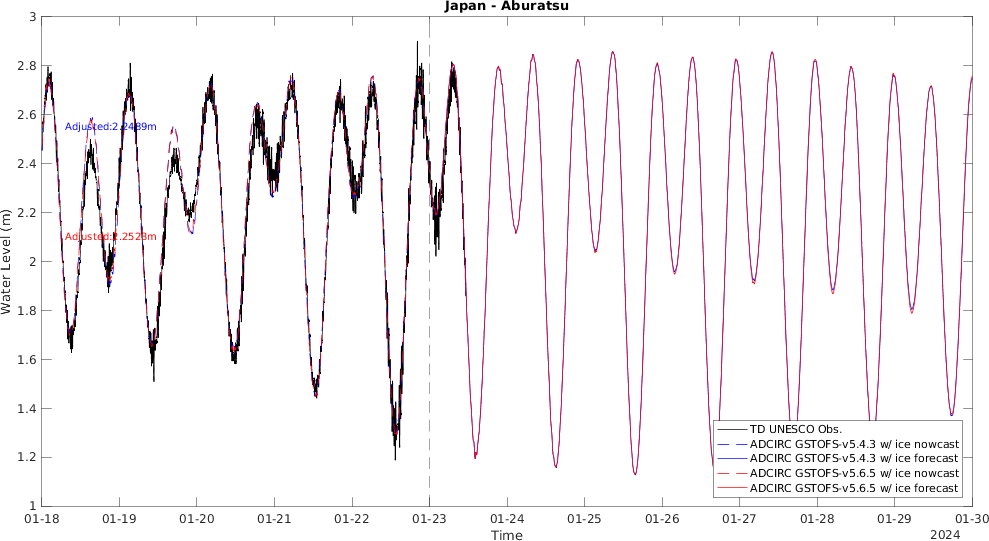 Japan - Aburatsu
3
2.8
2.6
2.4
2.2
2
1.8
1.6
1.4
1.2
1
Water Level (m)
Adjusted:2.2489m
Adjusted:2.2523m
TD UNESCO Obs.
ADCIRC GSTOFS-v5.4.3 w/ ice nowcast
ADCIRC GSTOFS-v5.4.3 w/ ice forecast
ADCIRC GSTOFS-v5.6.5 w/ ice nowcast
ADCIRC GSTOFS-v5.6.5 w/ ice forecast
01-18 01-19 01-20 01-21 01-22 01-23 01-24 01-25 01-26 01-27 01-28 01-29 01-30
Time
2024